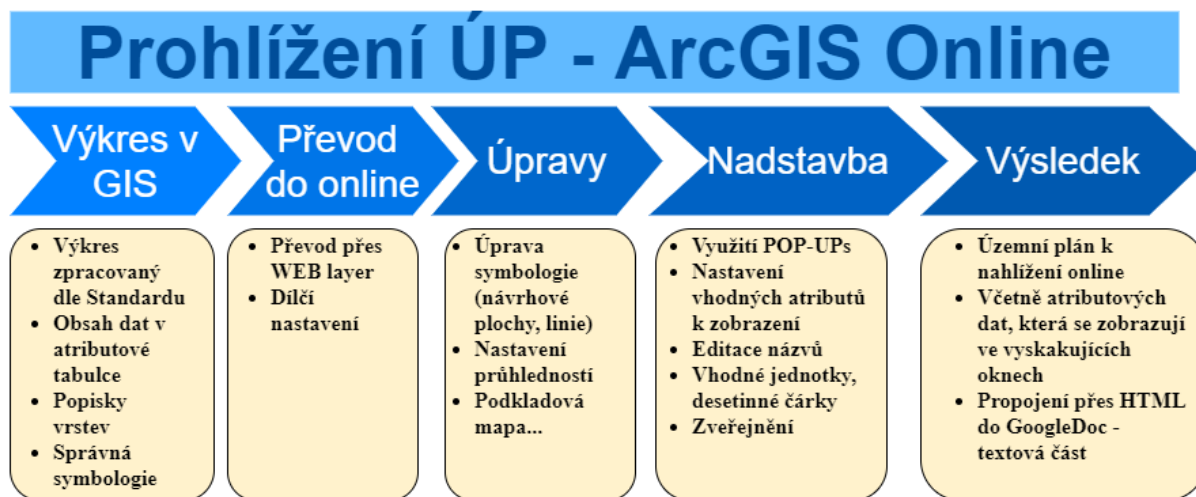 Prohlížení ÚP - ArcGIS Online
Výkres v
GIS
Převod
do online
Úpravy
Nadstavba
Výsledek
• Výkres
zpracovaný
dle Standardu
• Obsah dat v
atributové
tabulce
• Popisky
vrstev
• Správná
symbologie
• Převod přes
WEB layer
• Dílčí
nastavení
• Úprava
symbologie
(návrhové
plochy, linie)
• Nastavení
průhledností
• Podkladová
mapa...
• Využití POP-UPs
• Nastavení
vhodných atributů
k zobrazení
• Editace názvů
• Vhodné jednotky,
desetinné čárky
• Zveřejnění
• Územní plán k
nahlížení online
• Včetně atributových
dat, která se zobrazují
ve vyskakujících
oknech
• Propojení přes HTML
do GoogleDoc -
textová část